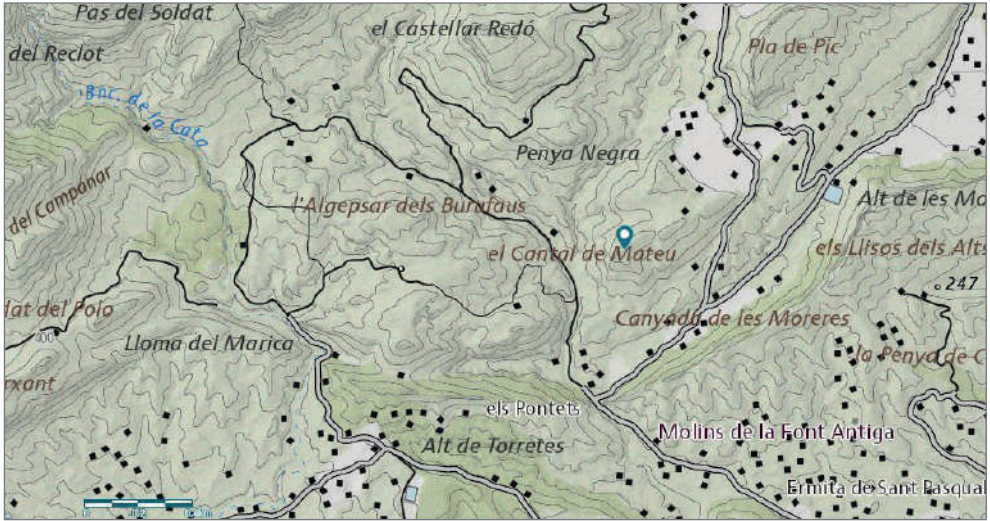 Pas del Soldat
el Castellar Redó
del Reclot
Pla de Pic
Bnc. de la Cata
Penya Negra
del Campanar
l'Algepsar dels Burafaus
Alt de les Mo
el Cantal de Mateu
els Llisos dels Alts
247
lat del Polo
Canyada de les Moreres
400
Lloma del Marica
la Penya de C
rxant
els Pontets
Alt de Torretes
Molins de la Font Antiga
Ermita de Sant Pasqual
0